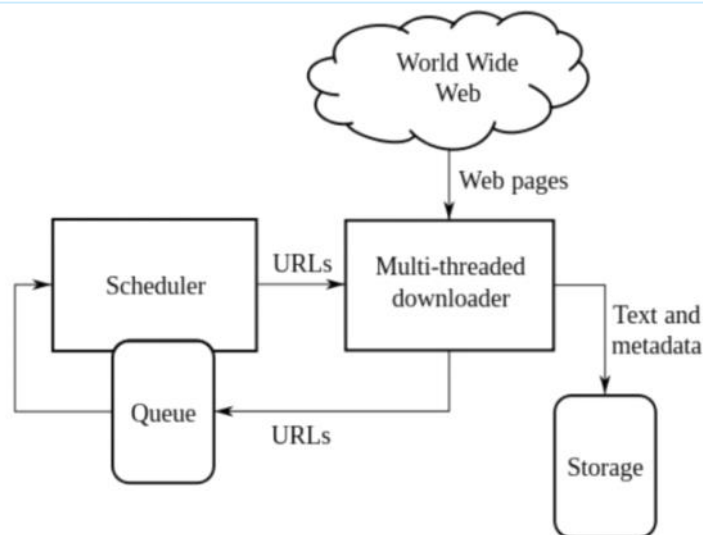 World Wide
Web
Web pages
Scheduler
URLs
Multi-threaded
downloader
Text and
metadata
Queue
URLs
Storage